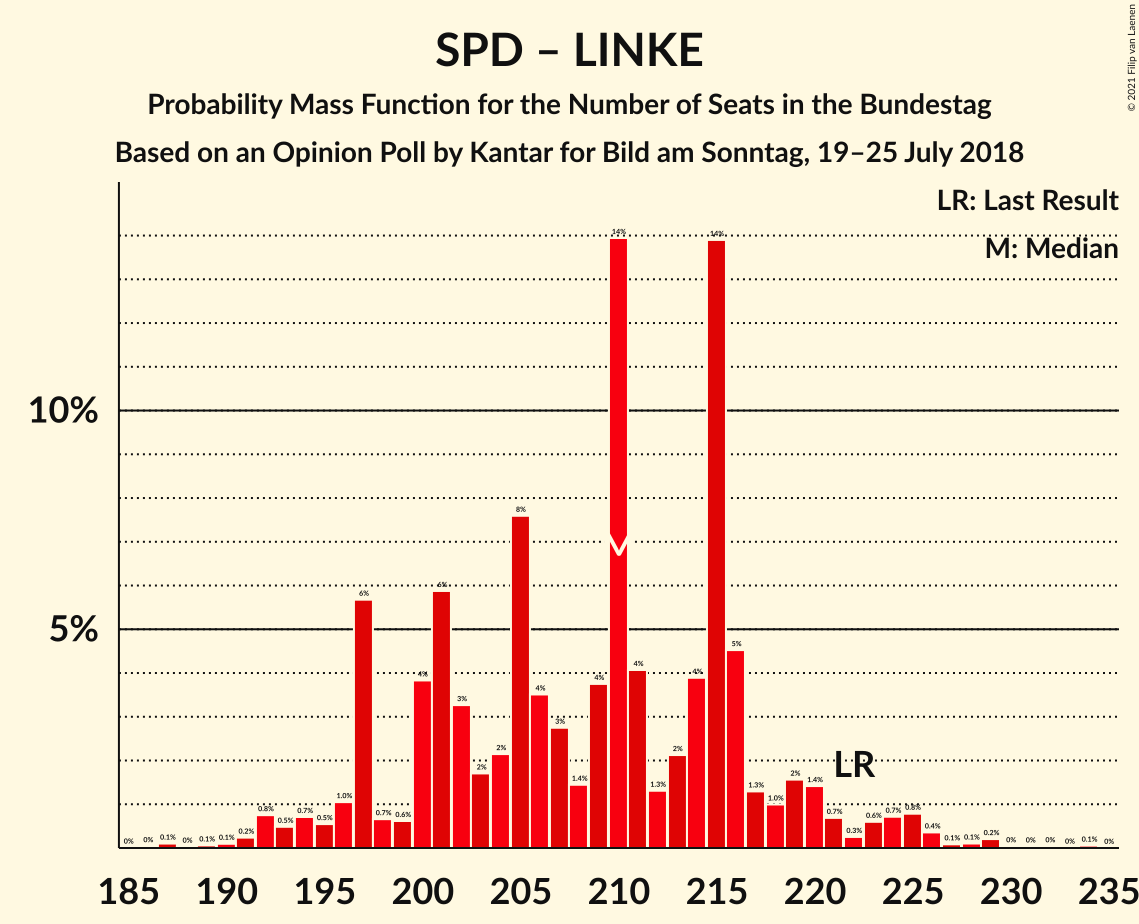 SPD – LINKE
Probability Mass Function for the Number of Seats in the Bundestag
Based on an Opinion Poll by Kantar for Bild am Sonntag, 19–25 July 2018
© 2021 Filip van Laenen
LR: Last Result
M: Median
10%
5%
0% 0% 0.1% 0% 0.1% 0.1% 0.2% 0.8% 0.5% 0.7% 0.5% 1.0% 6% 0.7% 0.6% 4% 6% 3% 2% 2% 8% 4% 3% 1.4% 4% 14% 4% 1.3% 2% 4% 14% 5% 1.3% 1.0% 2% 1.4% 0.7% 0.3% 0.6% 0.7% 0.8% 0.4% 0.1% 0.1% 0.2% 0% 0% 0% 0% 0.1% 0%
M
LR
185 190 195 200 205 210 215 220 225 230 235